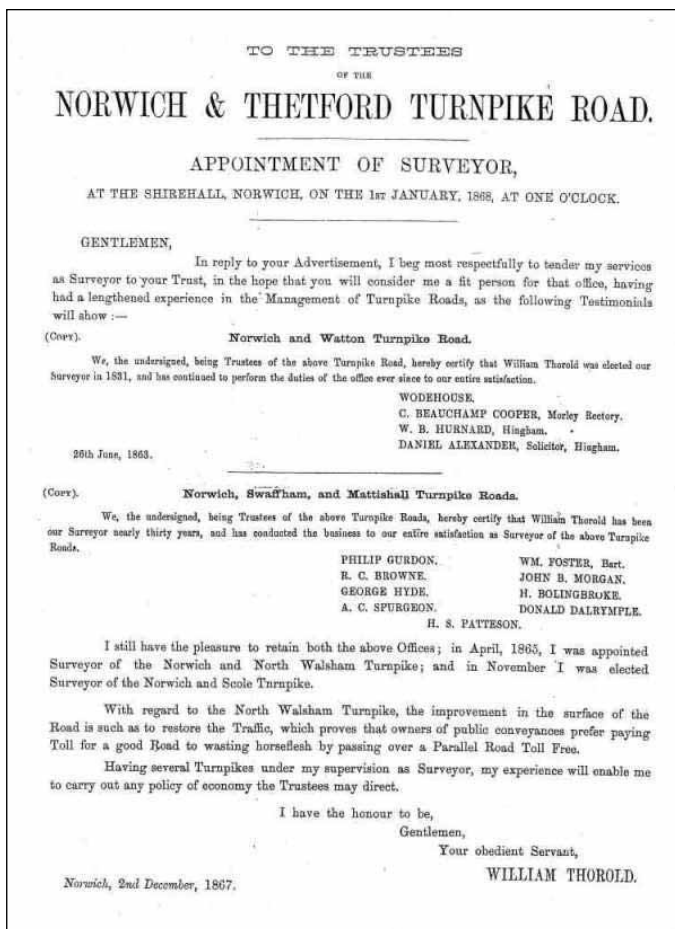 TO THE TRUSTEES
OF THE
NORWICH & THETFORD TURNPIKE ROAD.
APPOINTMENT OF SURVEYOR,
AT THE SHIREHALL, NORWICH, ON THE 1ST JANUARY, 1868, AT ONE O'CLOCK.
GENTLEMEN,
In reply to your Advertisement, I beg most respectfully to tender my services
as Surveyor to your Trust, in the hope that you will consider me a fit person for that office, having
had a lengthened experience in the Management of Turnpike Roads, as the following Testimonials
will show :—
(COPY). Norwich and Watton Turnpike Road.
We, the undersigned, being Trustees of the above Turnpike Road, hereby certify that William Thorold was elected our
Surveyor in 1831, and has continued to perform the duties of the office ever since to our entire satisfaction.
WODEHOUSE.
C. BEAUCHAMP COOPER, Morley Rectory.
W. B. HURNARD, Hingham.
DANIEL ALEXANDER, Solicitor, Hingham.
26th June, 1863.
(COPY). Norwich, Swaffham, and Mattishall Turnpike Roads.
We, the undersigned, being Trustees of the above Turnpike Roads, hereby certify that William Thorold has been
our Surveyor nearly thirty years, and has conducted the business to our entire satisfaction as Surveyor of the above Turnpike
Roads.
PHILIP GURDON. WM. FOSTER, Bart.
R. C. BROWNE. JOHN B. MORGAN.
GEORGE HYDE. H. BOLINGBROKE.
A. C. SPURGEON. DONALD DALRYMPLE.
H. S. PATTESON.
I still have the pleasure to retain both the above Offices; in April, 1865, I was appointed
Surveyor of the Norwich and North Walsham Turnpike; and in November I was elected
Surveyor of the Norwich and Scole Tnrnpike.
With regard to the North Walsham Turnpike, the improvement in the surface of the
Road is such as to restore the Traffic, which proves that owners of public conveyances prefer paying
Toll for a good Road to wasting horseflesh by passing over a Parallel Road Toll Free.
Having several Turnpikes under my supervision as Surveyor, my experience will enable me
to carry out any policy of economy the Trustees may direct.
I have the honour to be,
Gentlemen,
Your obedient Servant,
WILLIAM THOROLD.
Norwich, 2nd December, 1867.